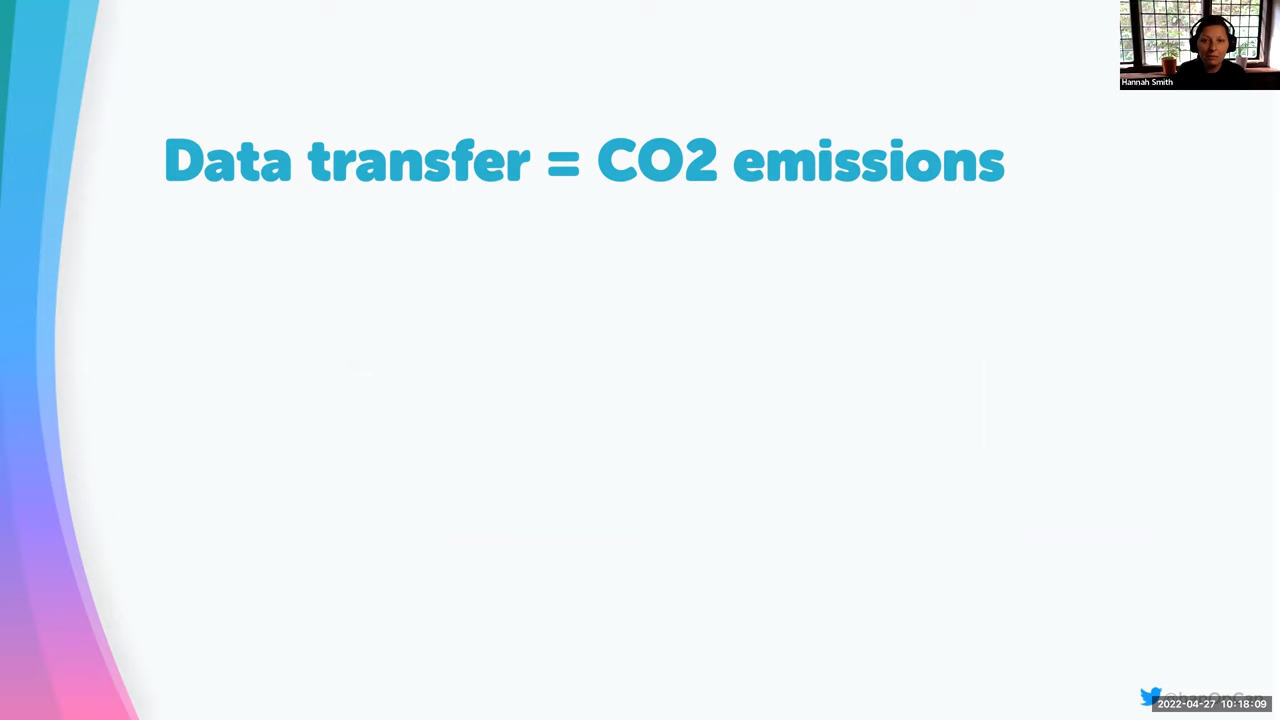 Hannah Smith
Data transfer = CO2 emissions
2022-04-27 10:18:09